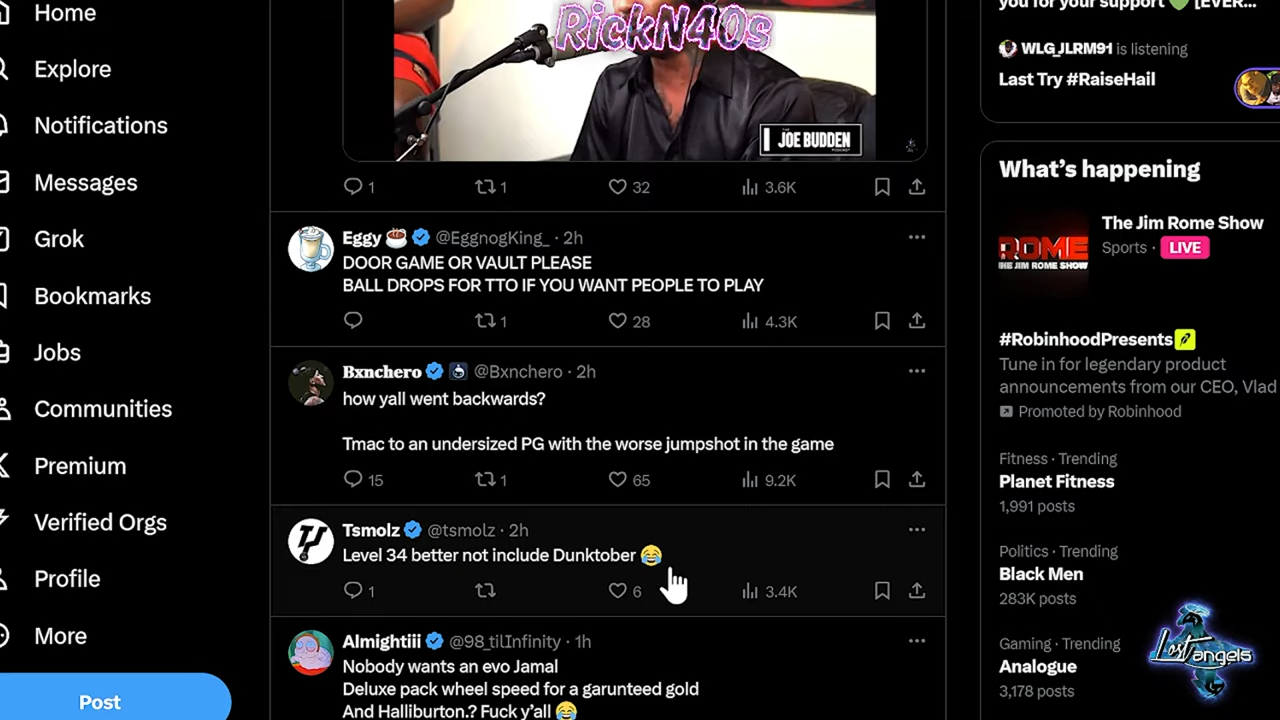 Home
Explore
Notifications
Messages
Grok
Bookmarks
Jobs
Communities
Premium
Verified Orgs
Profile
More
Post
RickN40s
THE
JOE BUDDEN
1 1 32 3.6K
Eggy @EggnogKing_ · 2h
DOOR GAME OR VAULT PLEASE
BALL DROPS FOR TTO IF YOU WANT PEOPLE TO PLAY
1 28 4.3K
Bxnchero @Bxnchero · 2h
how yall went backwards?
Tmac to an undersized PG with the worse jumpshot in the game
15 1 65 9.2K
Tsmolz @tsmolz · 2h
Level 34 better not include Dunktober 😂
1 6 3.4K
Almightiii @98_tilInfinity · 1h
Nobody wants an evo Jamal
Deluxe pack wheel speed for a garunteed gold
And Halliburton.? Fuck y'all 😂
you for your support 💚 [EVER...
WLG_JLRM91 is listening
Last Try #RaiseHail
What's happening
ROME
THE JIM ROME SHOW
The Jim Rome Show
Sports · LIVE
#RobinhoodPresents
Tune in for legendary product
announcements from our CEO, Vlad
Promoted by Robinhood
Fitness · Trending
Planet Fitness
1,991 posts
Politics · Trending
Black Men
283K posts
Gaming · Trending
Analogue
3,178 posts
Lost angels